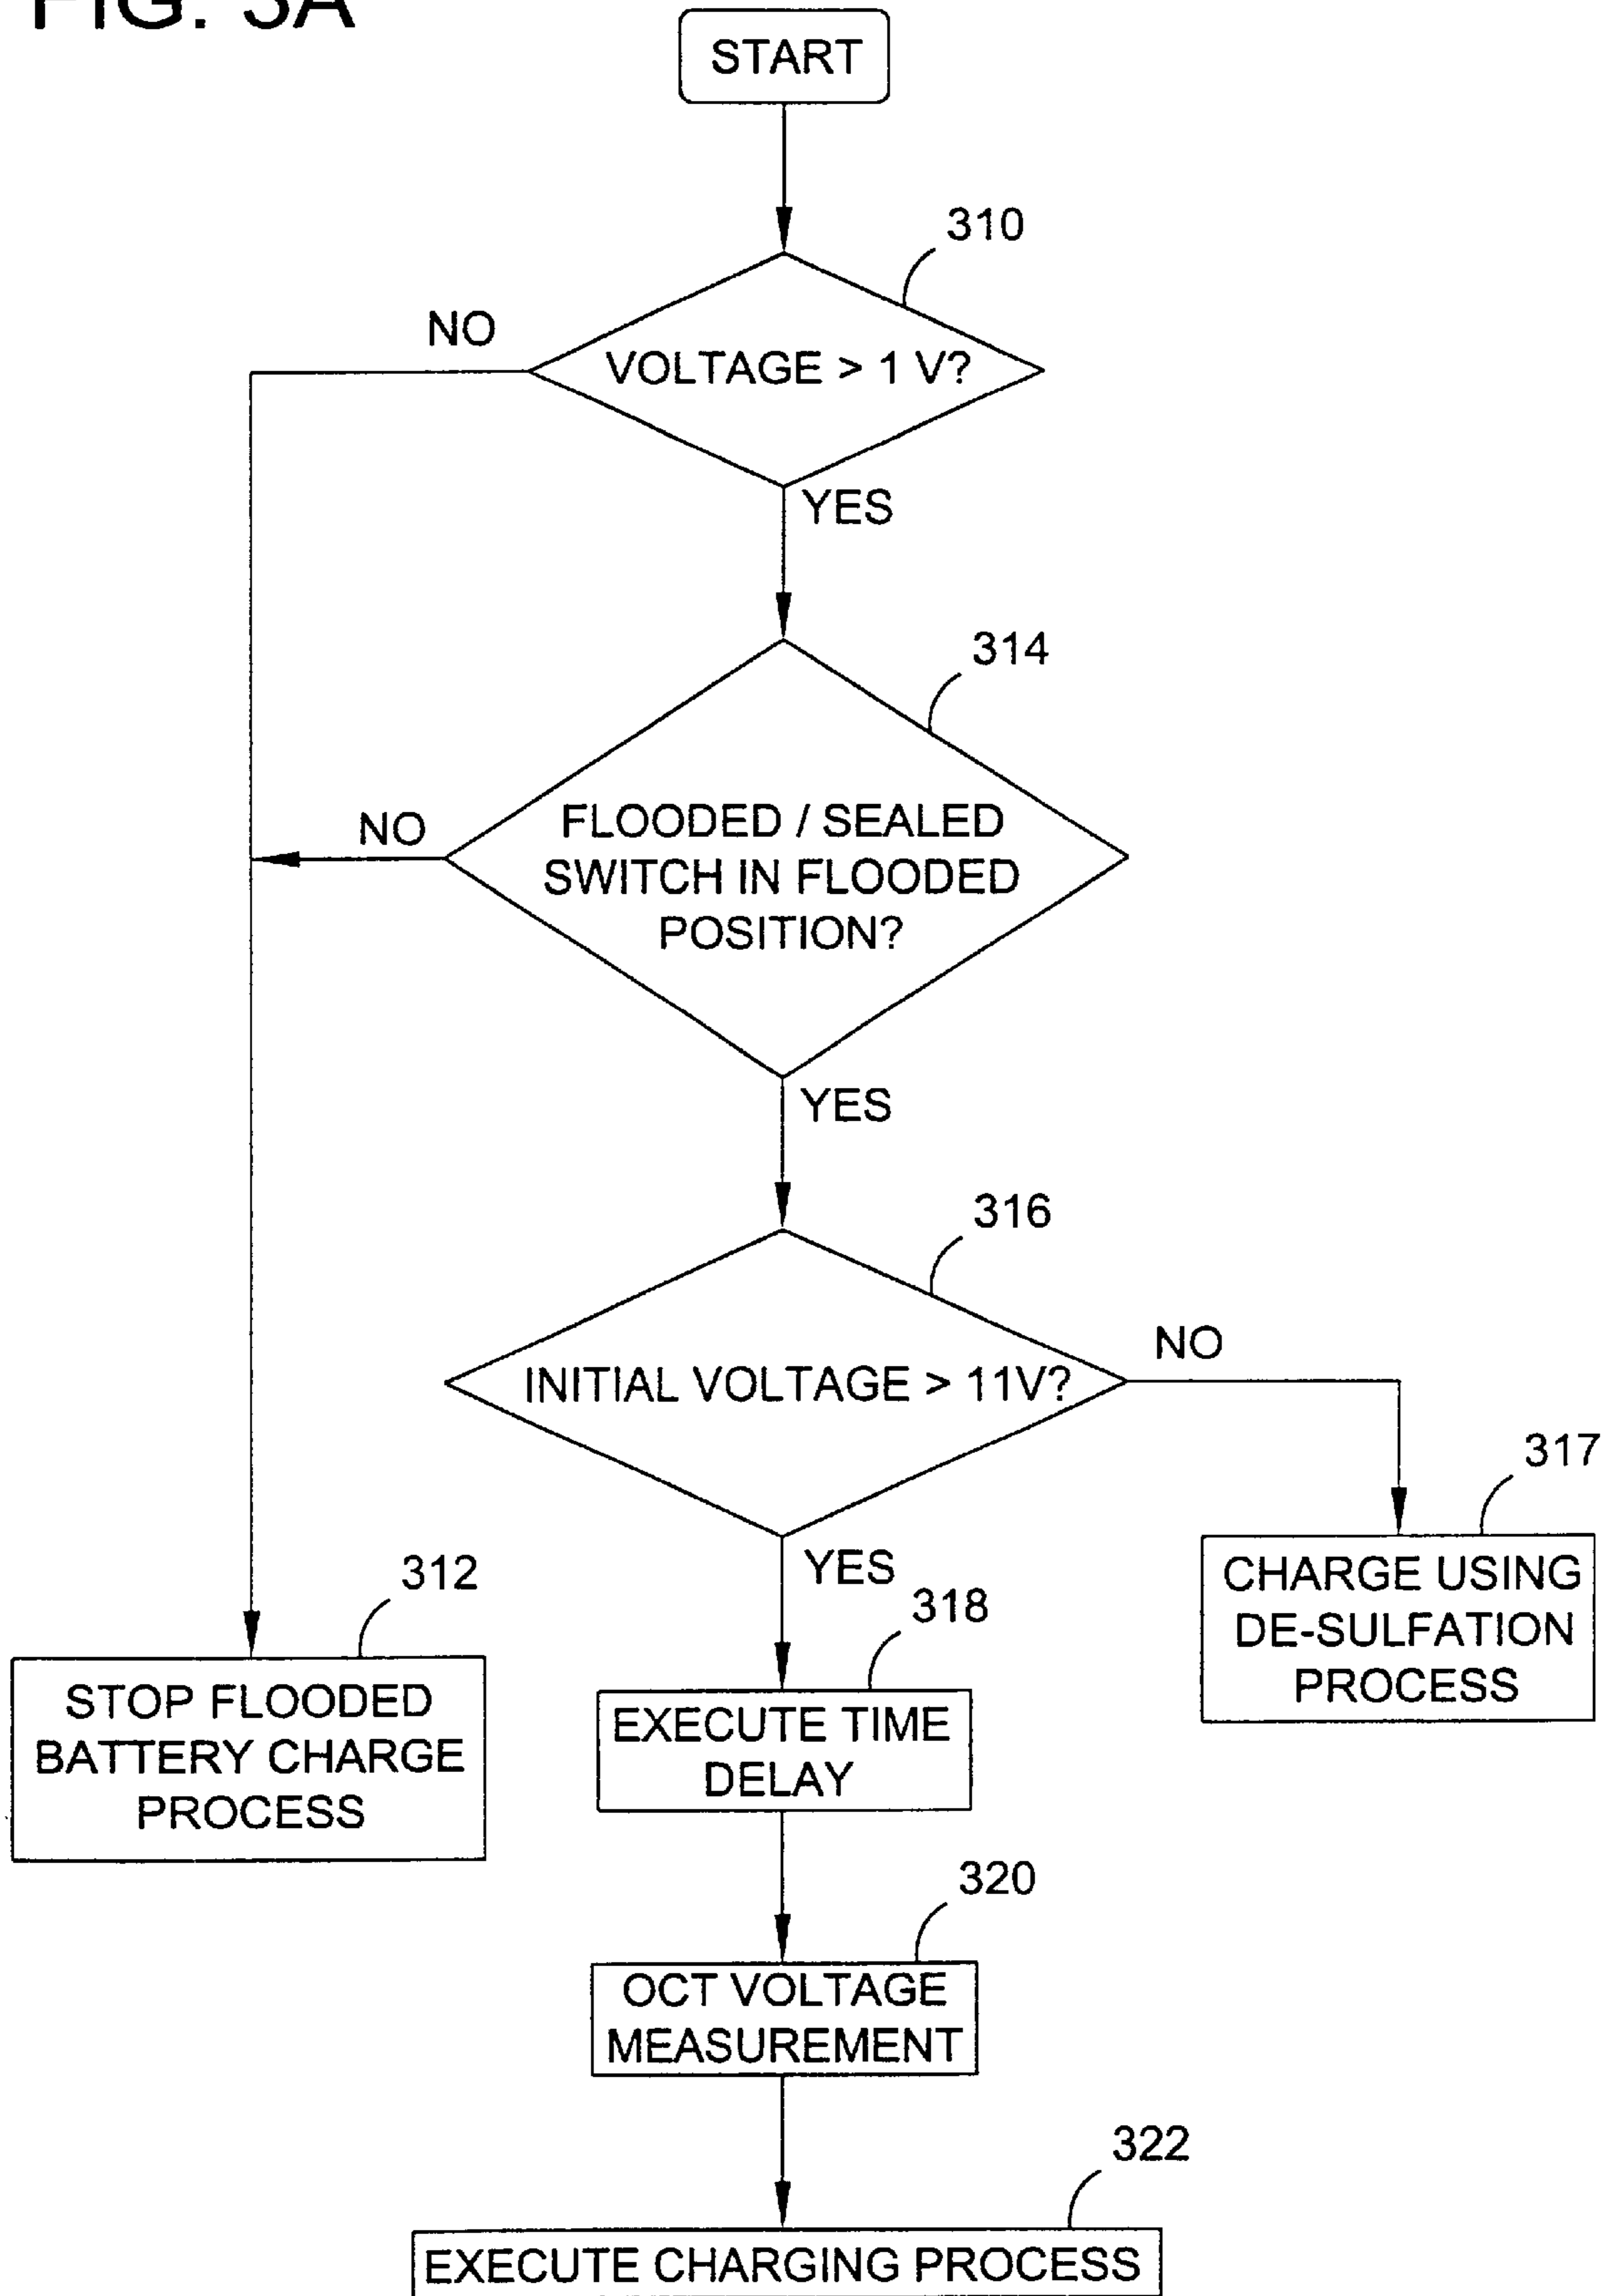 FIG. 3A
START
310
NO
VOLTAGE > 1 V?
YES
314
NO
FLOODED / SEALED
SWITCH IN FLOODED
POSITION?
YES
316
NO
INITIAL VOLTAGE > 11V?
317
YES
CHARGE USING
DE-SULFATION
PROCESS
312
318
STOP FLOODED
BATTERY CHARGE
PROCESS
EXECUTE TIME
DELAY
320
OCT VOLTAGE
MEASUREMENT
322
EXECUTE CHARGING PROCESS